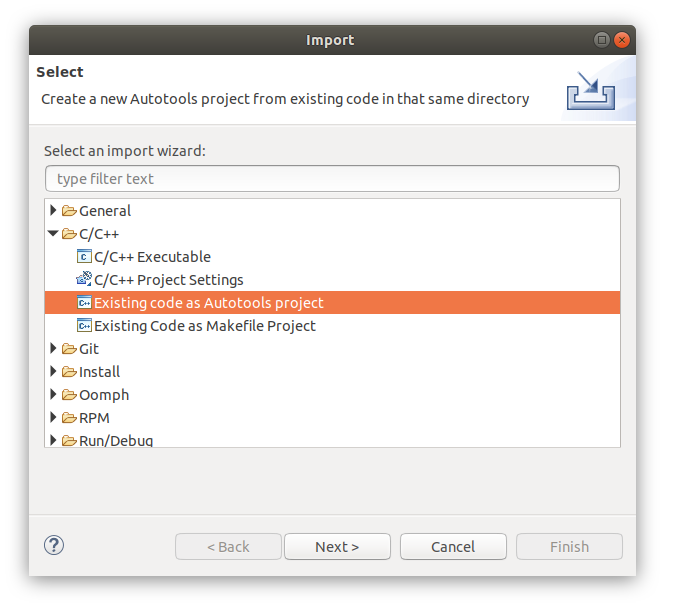 Import
Select
Create a new Autotools project from existing code in that same directory
Select an import wizard:
type filter text
General
C/C++
C/C++ Executable
C/C++ Project Settings
Existing code as Autotools project
Existing Code as Makefile Project
Git
Install
Oomph
RPM
Run/Debug
< Back
Next >
Cancel
Finish